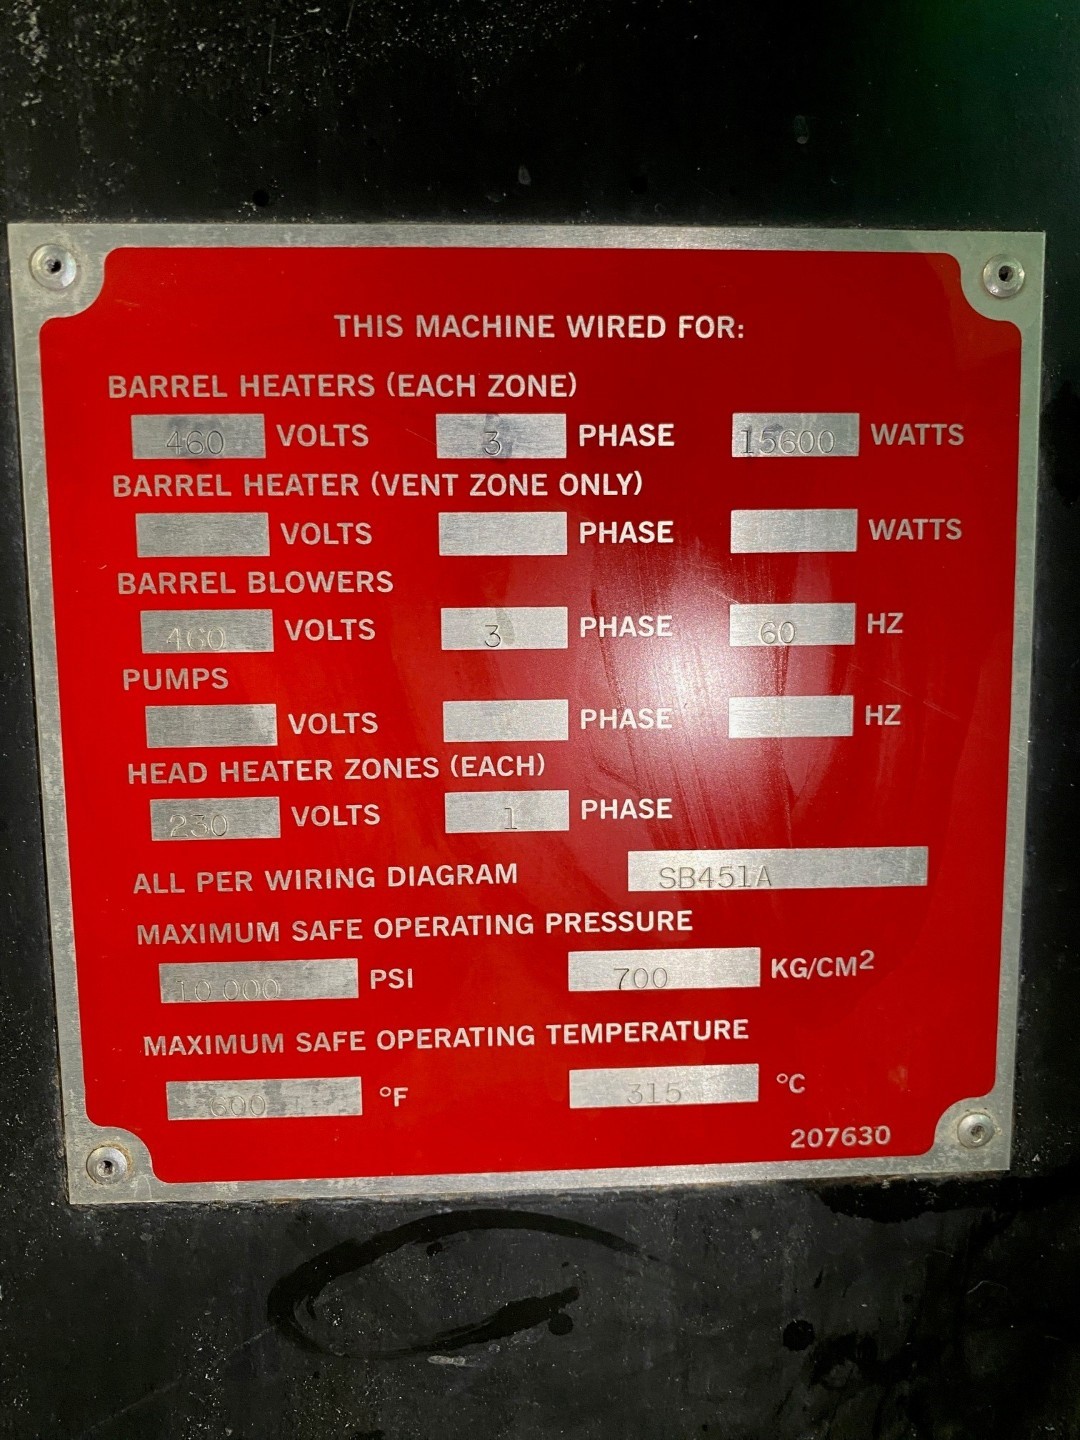 THIS MACHINE WIRED FOR:
BARREL HEATERS (EACH ZONE)
460 VOLTS 3 PHASE 15600 WATTS
BARREL HEATER (VENT ZONE ONLY)
VOLTS PHASE WATTS
BARREL BLOWERS
460 VOLTS 3 PHASE 60 HZ
PUMPS
VOLTS PHASE HZ
HEAD HEATER ZONES (EACH)
230 VOLTS 1 PHASE
ALL PER WIRING DIAGRAM SB451A
MAXIMUM SAFE OPERATING PRESSURE
10 000 PSI 700 KG/CM²
MAXIMUM SAFE OPERATING TEMPERATURE
600 °F 315 °C
207630